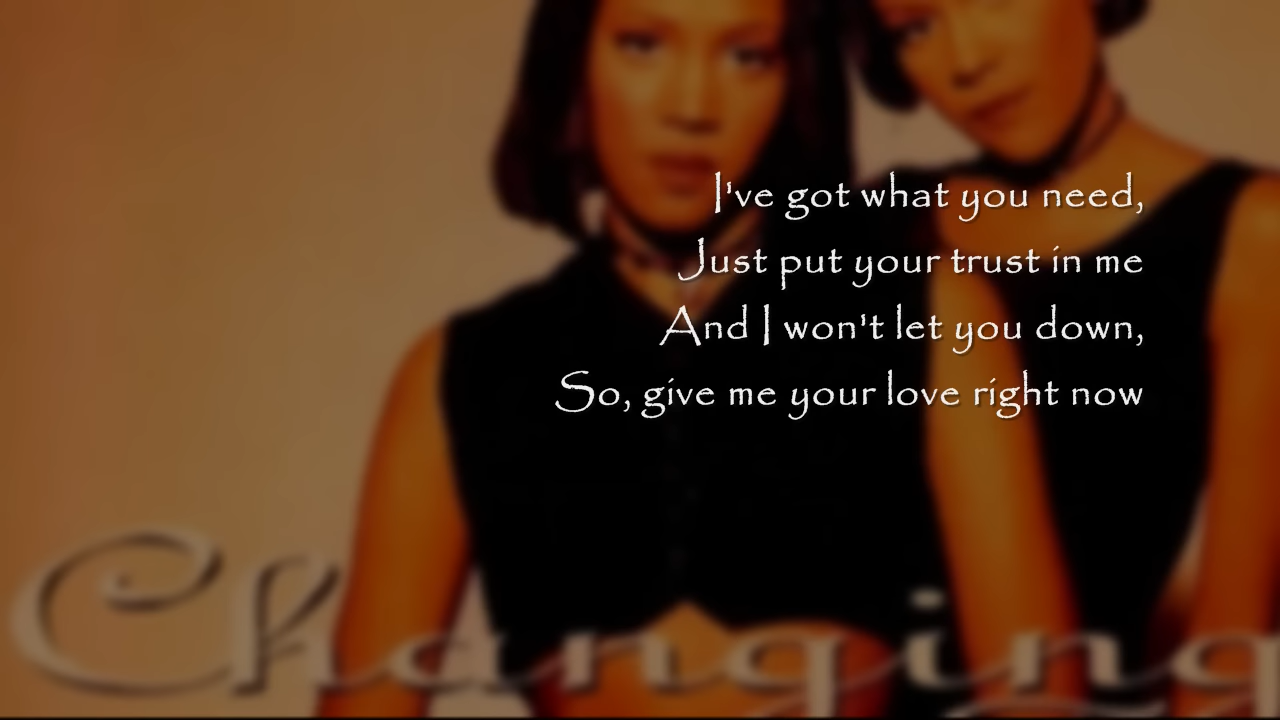 I've got what you need,
Just put your trust in me
And I won't let you down,
So, give me your love right now
Changing